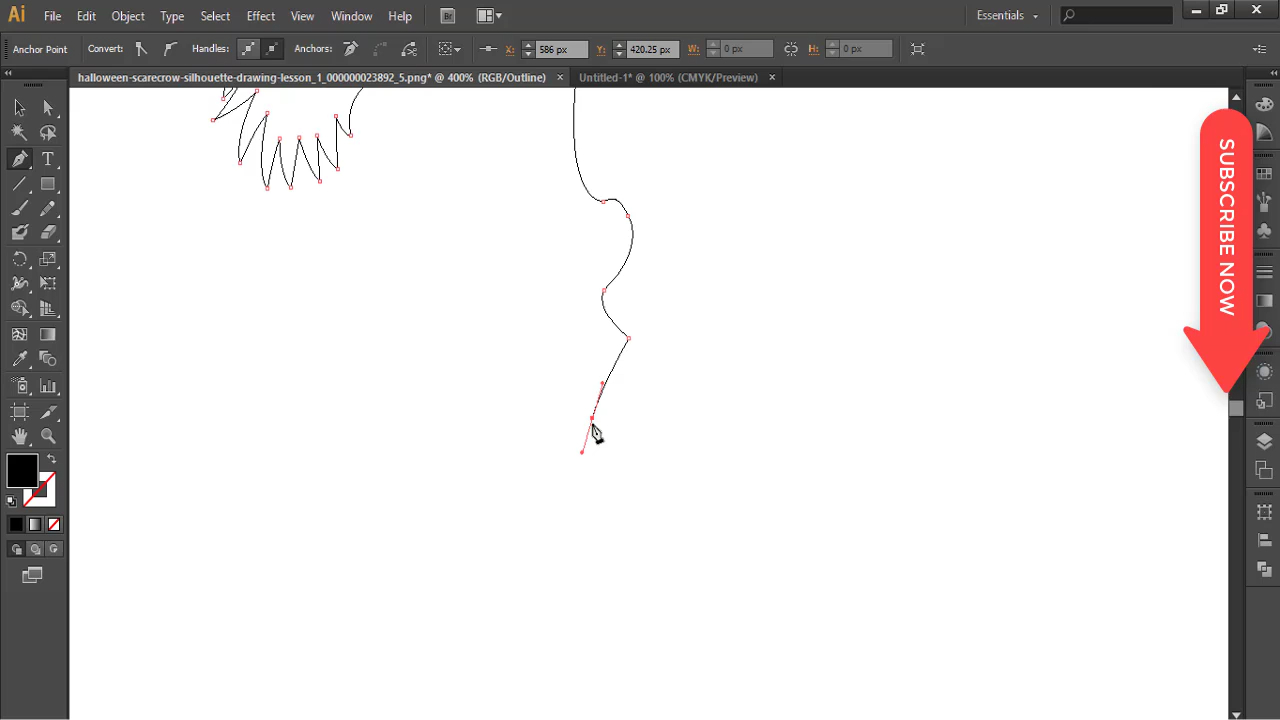 Ai File Edit Object Type Select Effect View Window Help Br Essentials
Anchor Point Convert: Handles: Anchors: X: 586 px Y: 420.25 px W: 0 px H: 0 px
halloween-scarecrow-silhouette-drawing-lesson_1_000000023892_5.png* @ 400% (RGB/Outline) × Untitled-1* @ 100% (CMYK/Preview) ×
T
SUBSCRIBE NOW